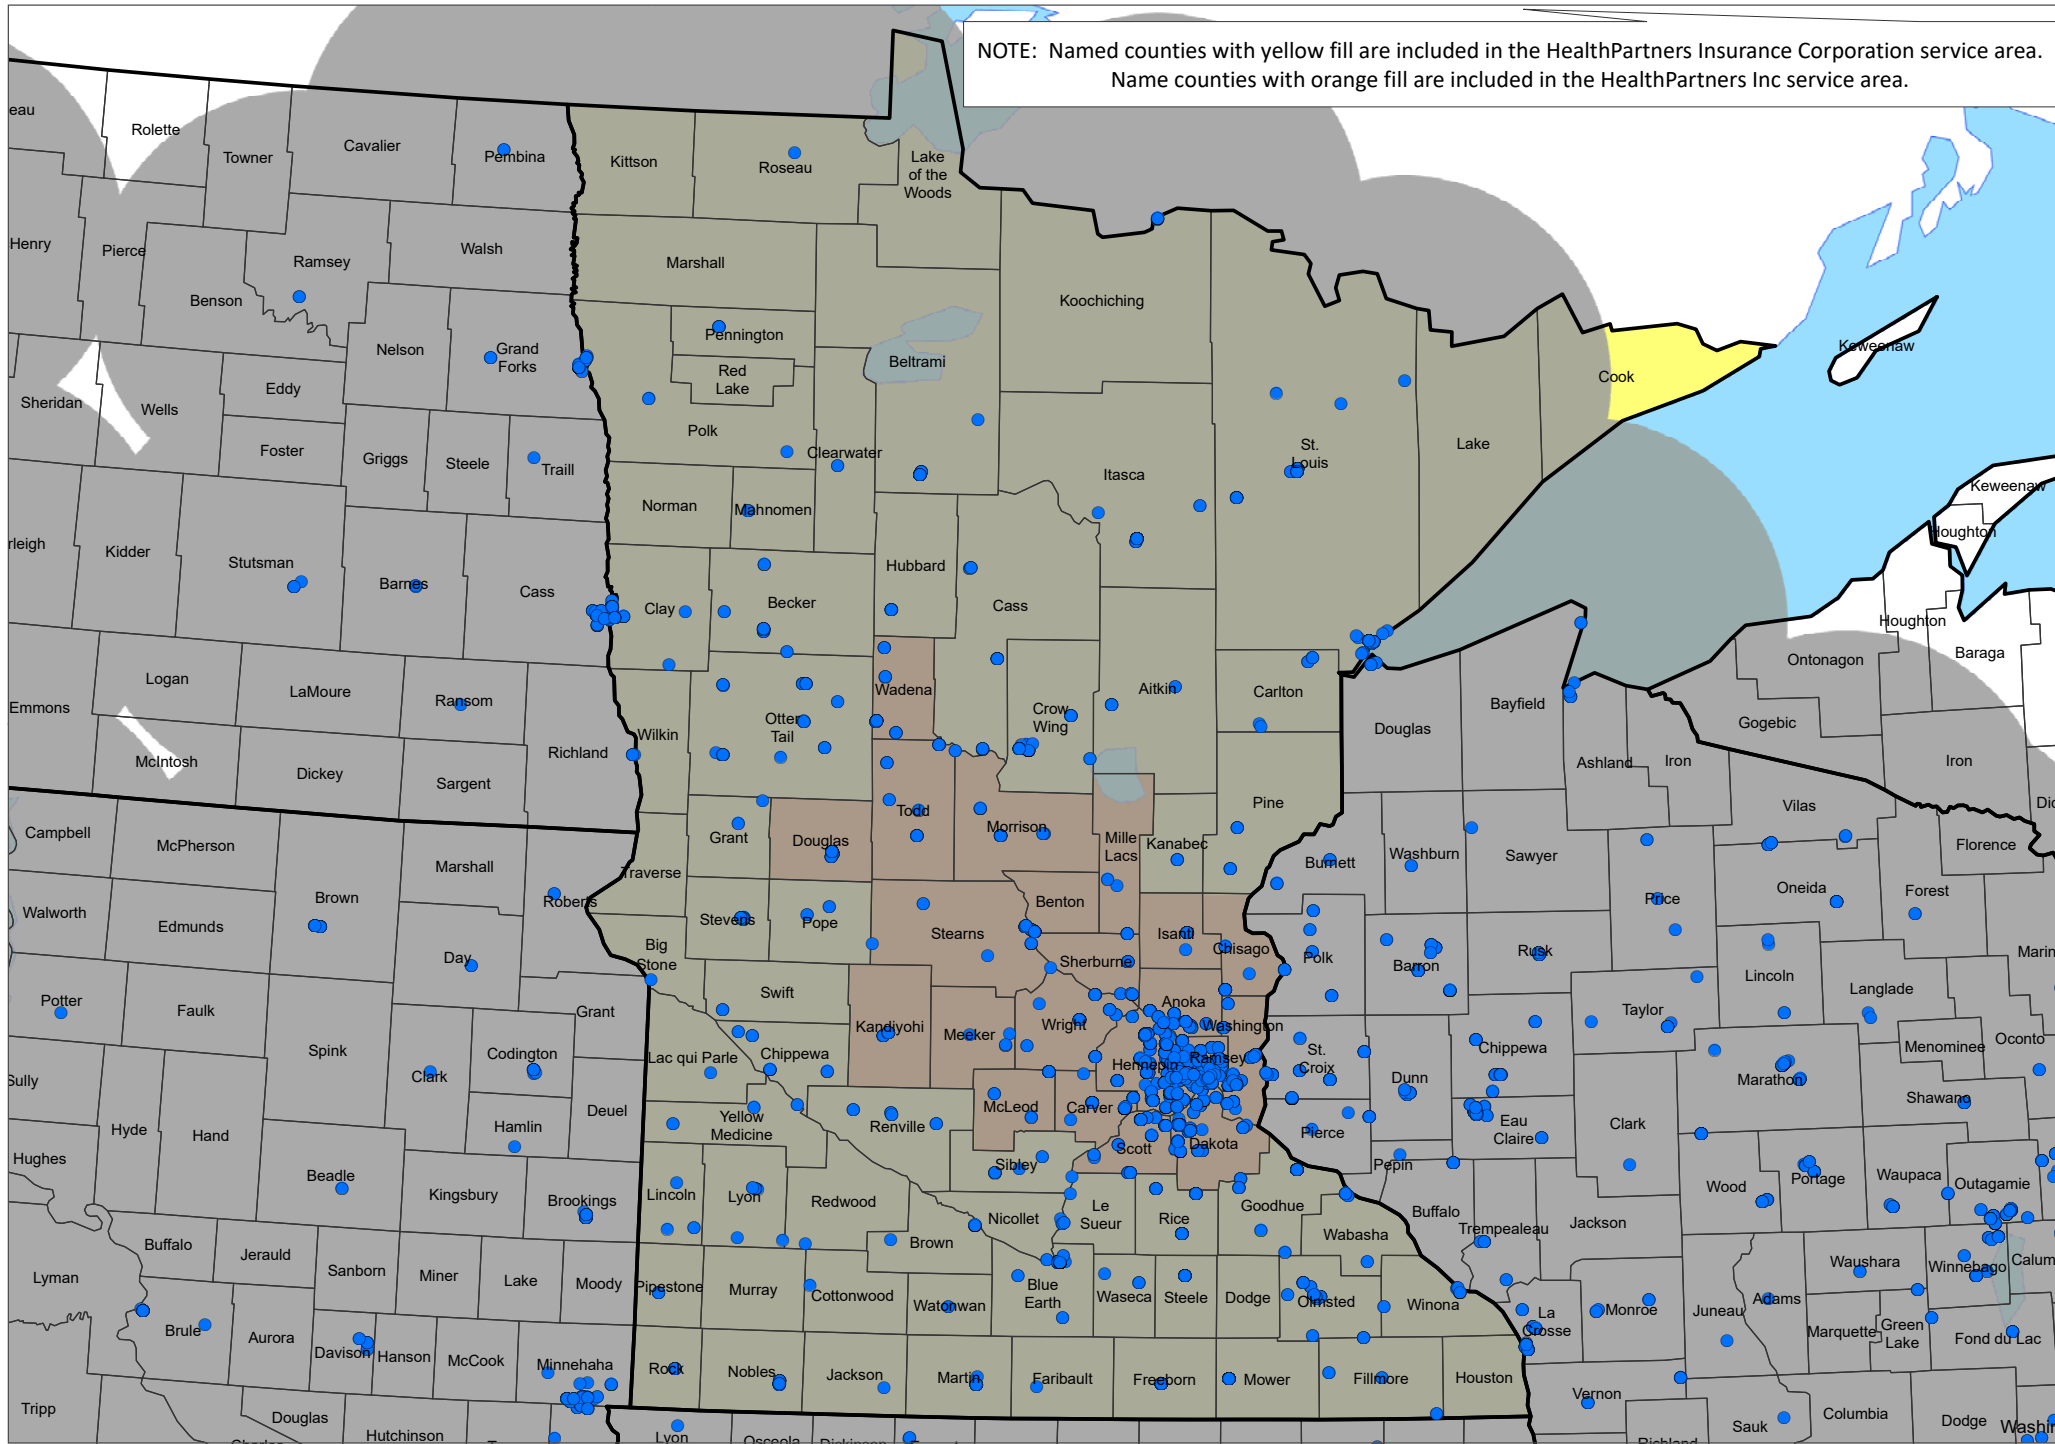 NOTE: Named counties with yellow fill are included in the HealthPartners Insurance Corporation service area.
Name counties with orange fill are included in the HealthPartners Inc service area.
eau
Rolette
Towner
Cavalier
Pembina
Kittson
Roseau
Lake
of the
Woods
Henry
Pierce
Ramsey
Walsh
Benson
Marshall
Koochiching
Nelson
Grand
Forks
Pennington
Red
Lake
Beltrami
Cook
Keweenaw
Sheridan
Wells
Eddy
Foster
Griggs
Steele
Traill
Polk
Clearwater
Itasca
St.
Louis
Lake
Keweenaw
Houghton
rleigh
Kidder
Stutsman
Barnes
Cass
Norman
Mahnomen
Clay
Becker
Hubbard
Cass
Houghton
Baraga
Emmons
Logan
LaMoure
Ransom
Richland
Wilkin
Otter
Tail
Wadena
Crow
Wing
Aitkin
Carlton
Douglas
Bayfield
Ashland
Iron
Ontonagon
Gogebic
Iron
McIntosh
Dickey
Sargent
Campbell
McPherson
Marshall
Roberts
Traverse
Grant
Douglas
Todd
Morrison
Mille
Lacs
Kanabec
Pine
Burnett
Washburn
Sawyer
Price
Vilas
Oneida
Forest
Florence
Walworth
Edmunds
Brown
Day
Big
Stone
Stevens
Pope
Stearns
Benton
Sherburne
Isanti
Chisago
Polk
Barron
Rusk
Lincoln
Langlade
Potter
Faulk
Spink
Clark
Codington
Grant
Deuel
Swift
Lac qui Parle
Chippewa
Kandiyohi
Meeker
Wright
Anoka
Washington
Hennepin
Ramsey
St.
Croix
Dunn
Chippewa
Taylor
Marathon
Menominee
Oconto
Shawano
Sully
Hyde
Hand
Hamlin
Yellow
Medicine
Renville
McLeod
Carver
Scott
Dakota
Pierce
Pepin
Eau
Claire
Clark
Hughes
Beadle
Kingsbury
Brookings
Lincoln
Lyon
Redwood
Sibley
Nicollet
Brown
Le
Sueur
Rice
Goodhue
Wabasha
Buffalo
Trempealeau
Jackson
Wood
Portage
Waupaca
Outagamie
Lyman
Buffalo
Jerauld
Sanborn
Miner
Lake
Moody
Pipestone
Murray
Cottonwood
Watonwan
Blue
Earth
Waseca
Steele
Dodge
Olmsted
Winona
La
Crosse
Monroe
Juneau
Adams
Waushara
Winnebago
Calum
Marquette
Green
Lake
Fond du Lac
Brule
Aurora
Davison
Hanson
McCook
Minnehaha
Rock
Nobles
Jackson
Martin
Faribault
Freeborn
Mower
Fillmore
Houston
Vernon
Tripp
Douglas
Hutchinson
Lyon
Osceola
Sauk
Columbia
Dodge
Richland